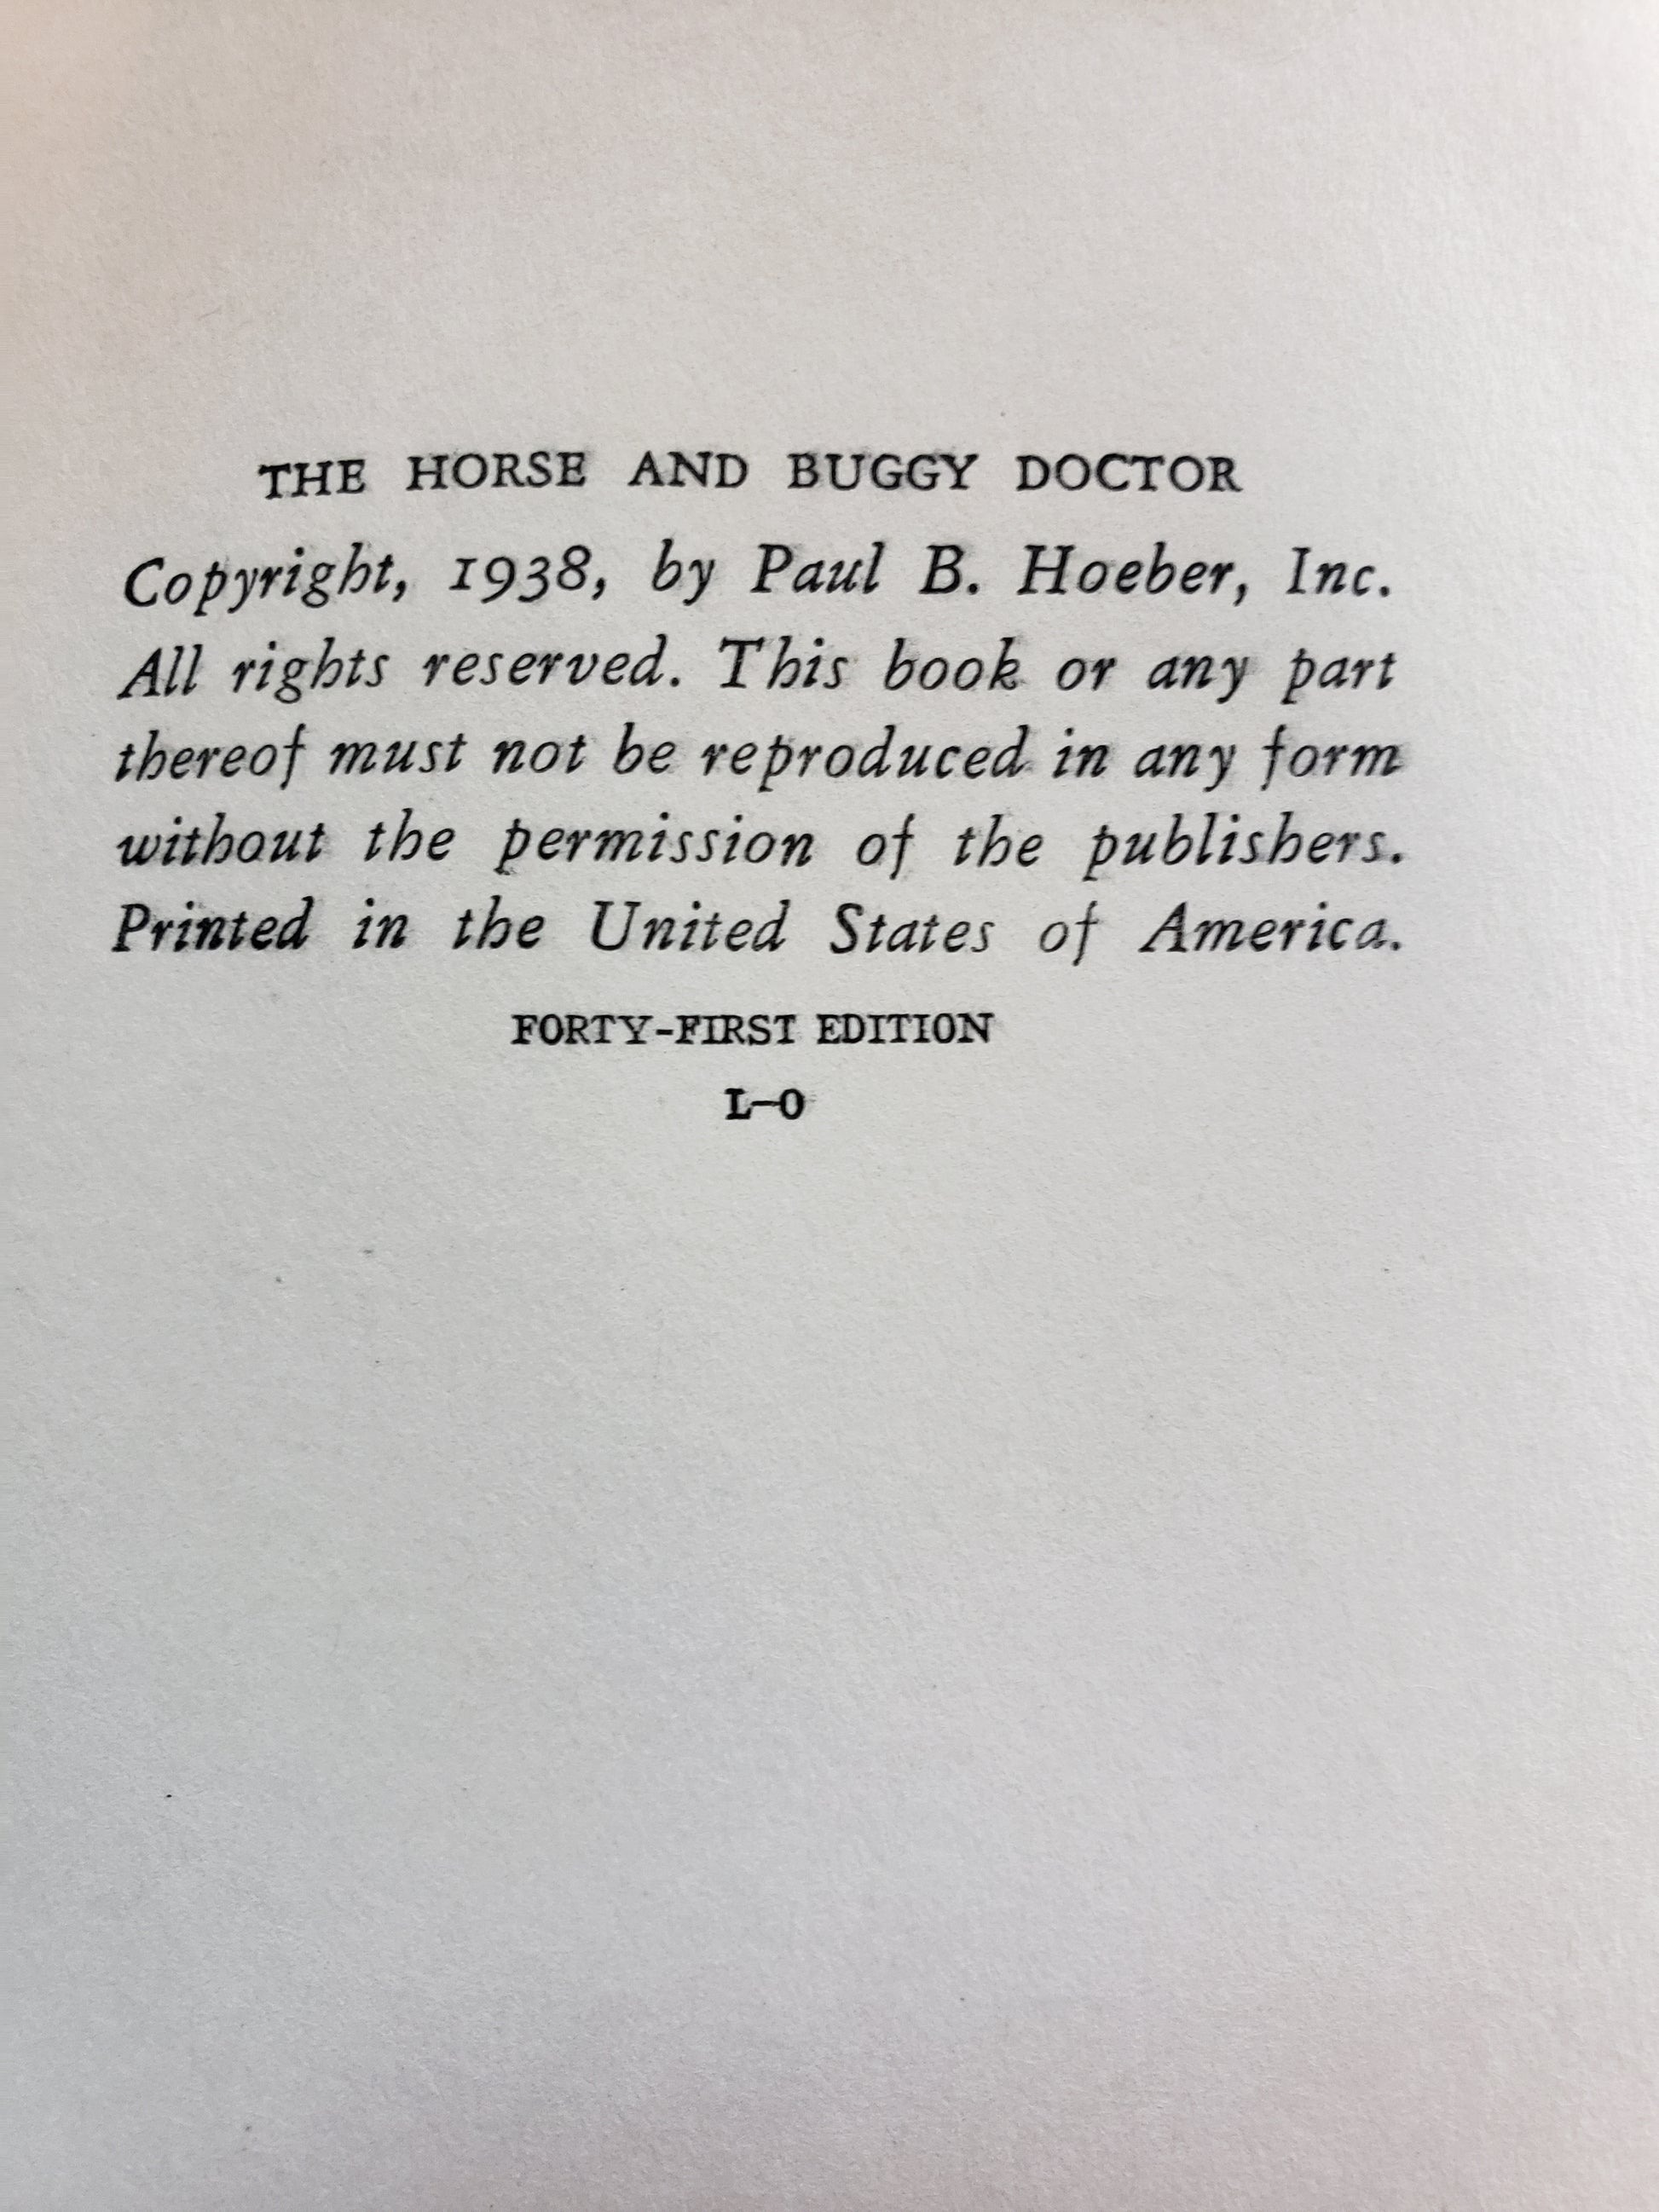 THE HORSE AND BUGGY DOCTOR
Copyright, 1938, by Paul B. Hoeber, Inc.
All rights reserved. This book or any part
thereof must not be reproduced in any form
without the permission of the publishers.
Printed in the United States of America.
FORTY-FIRST EDITION
L-O